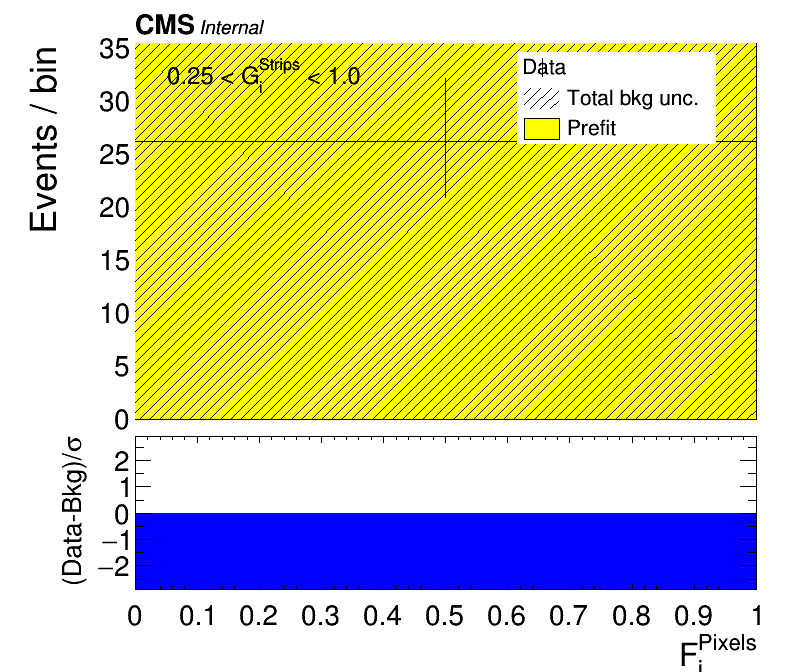 CMS Internal
Events / bin
35
30
25
20
15
10
5
0
0.25 < G_i^Strips < 1.0
Data
Total bkg unc.
Prefit
(Data-Bkg)/σ
2
1
0
−1
−2
0 0.1 0.2 0.3 0.4 0.5 0.6 0.7 0.8 0.9 1
F_i^Pixels